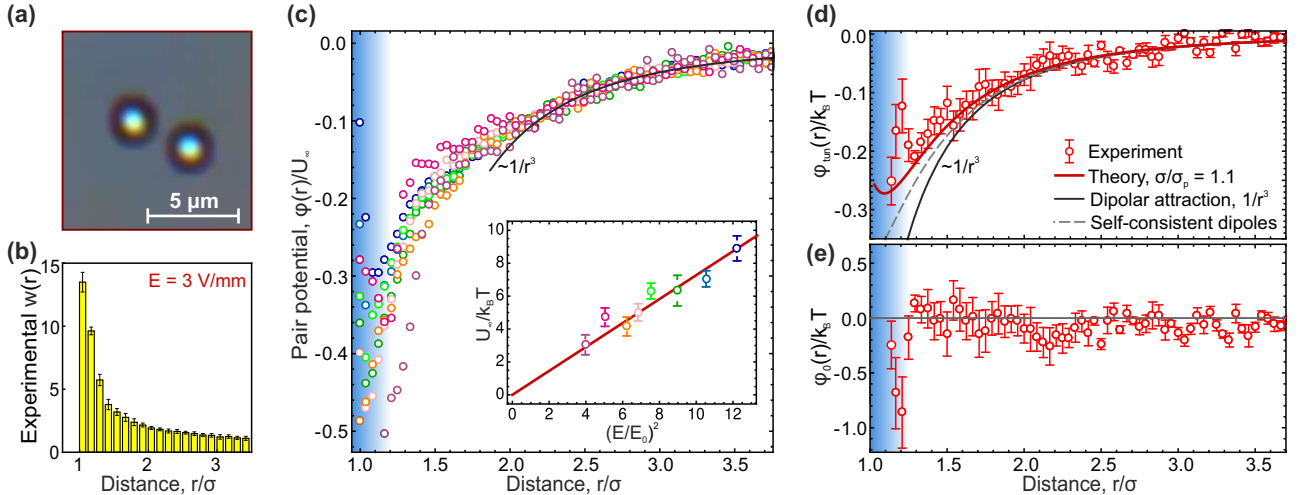 (a)
5 μm
(b)
Experimental w(r)
15
10
5
0
E = 3 V/mm
1
2
3
Distance, r/σ
(c)
Pair potential, φ(r)/U∞
0.0
-0.1
-0.2
-0.3
-0.4
-0.5
~1/r³
U∞/kBT
10
8
6
4
2
0
0 2 4 6 8 10 12
(E/E₀)²
1.0 1.5 2.0 2.5 3.0 3.5
Distance, r/σ
(d)
φtun(r)/kBT
0.0
-0.1
-0.2
-0.3
~1/r³
Experiment
Theory, σ/σp = 1.1
Dipolar attraction, 1/r³
Self-consistent dipoles
(e)
φ₀(r)/kBT
0.5
0.0
-0.5
-1.0
1.0 1.5 2.0 2.5 3.0 3.5
Distance, r/σ